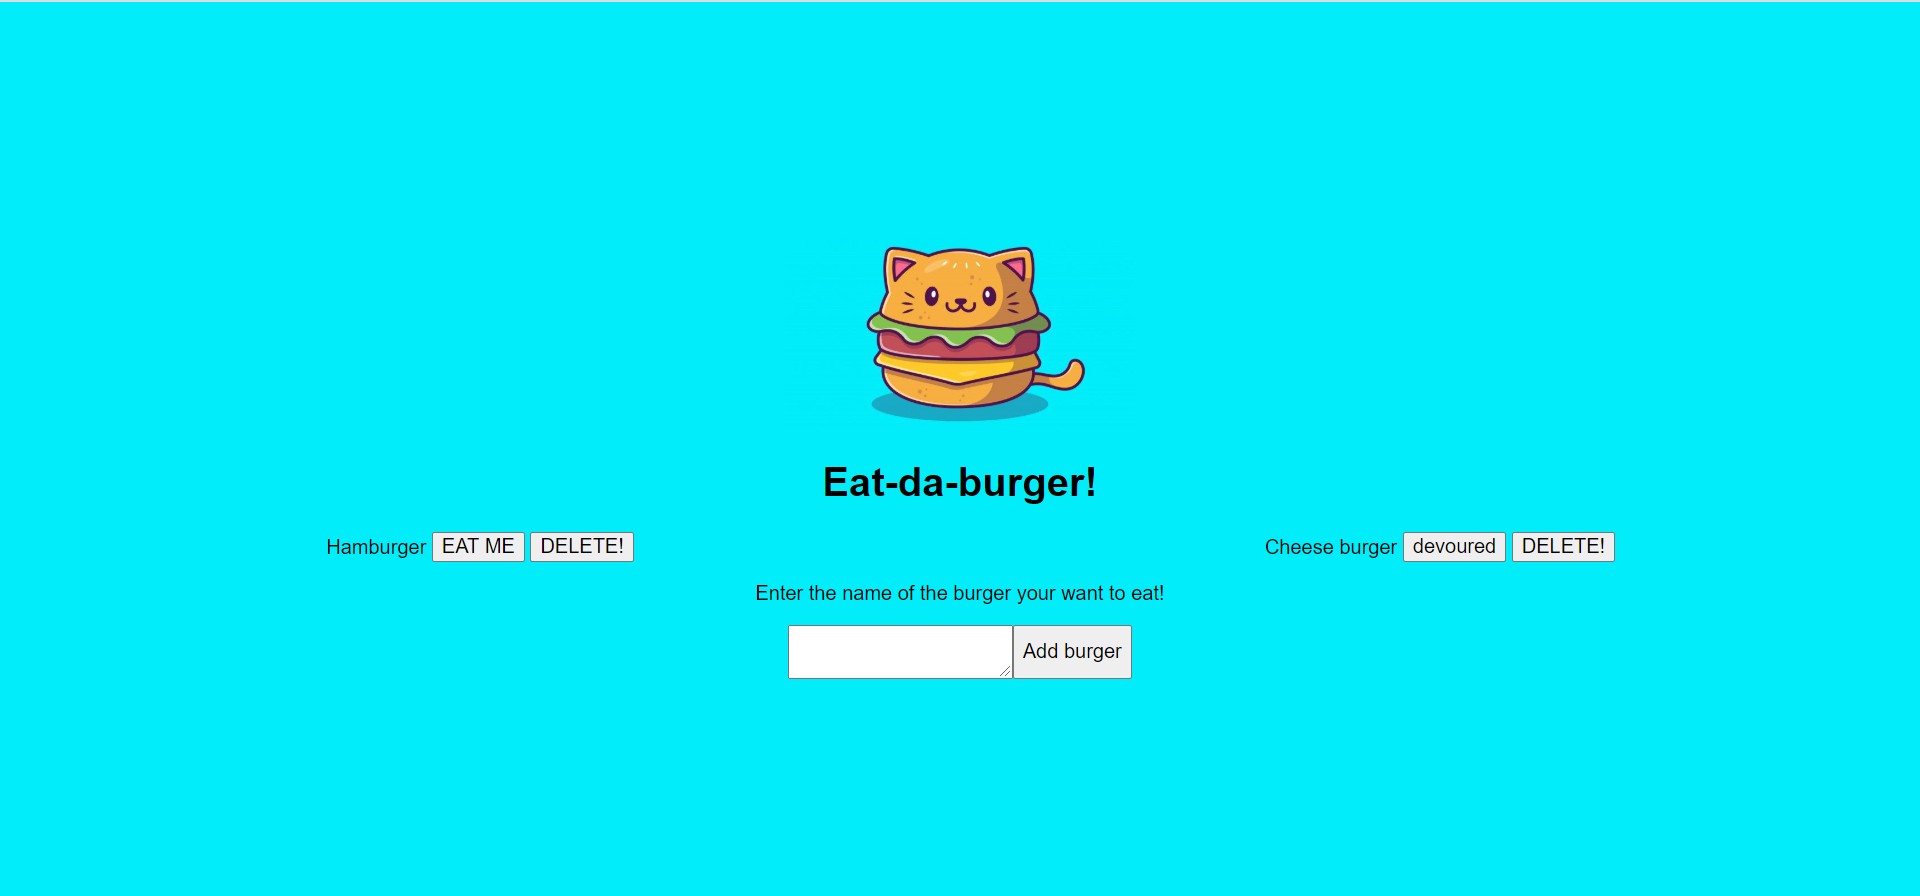 Eat-da-burger!
Hamburger EAT ME DELETE!
Cheese burger devoured DELETE!
Enter the name of the burger your want to eat!
Add burger